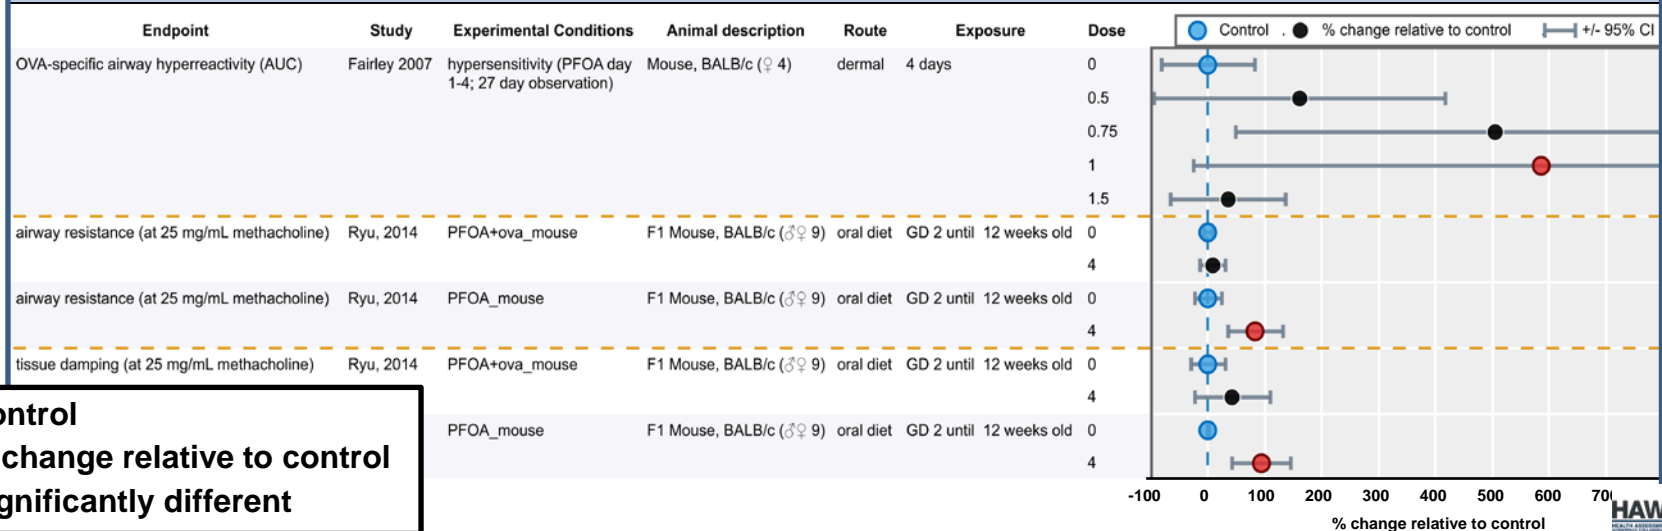 Endpoint Study Experimental Conditions Animal description Route Exposure Dose Control . % change relative to control +/- 95% CI
OVA-specific airway hyperreactivity (AUC) Fairley 2007 hypersensitivity (PFOA day Mouse, BALB/c (♀ 4) dermal 4 days 0
1-4; 27 day observation)
0.5
0.75
1
1.5
airway resistance (at 25 mg/mL methacholine) Ryu, 2014 PFOA+ova_mouse F1 Mouse, BALB/c (♂♀ 9) oral diet GD 2 until 12 weeks old 0
4
airway resistance (at 25 mg/mL methacholine) Ryu, 2014 PFOA_mouse F1 Mouse, BALB/c (♂♀ 9) oral diet GD 2 until 12 weeks old 0
4
tissue damping (at 25 mg/mL methacholine) Ryu, 2014 PFOA+ova_mouse F1 Mouse, BALB/c (♂♀ 9) oral diet GD 2 until 12 weeks old 0
4
PFOA_mouse F1 Mouse, BALB/c (♂♀ 9) oral diet GD 2 until 12 weeks old 0
4
ontrol
change relative to control
gnificantly different
-100 0 100 200 300 400 500 600 70
% change relative to control
HAW